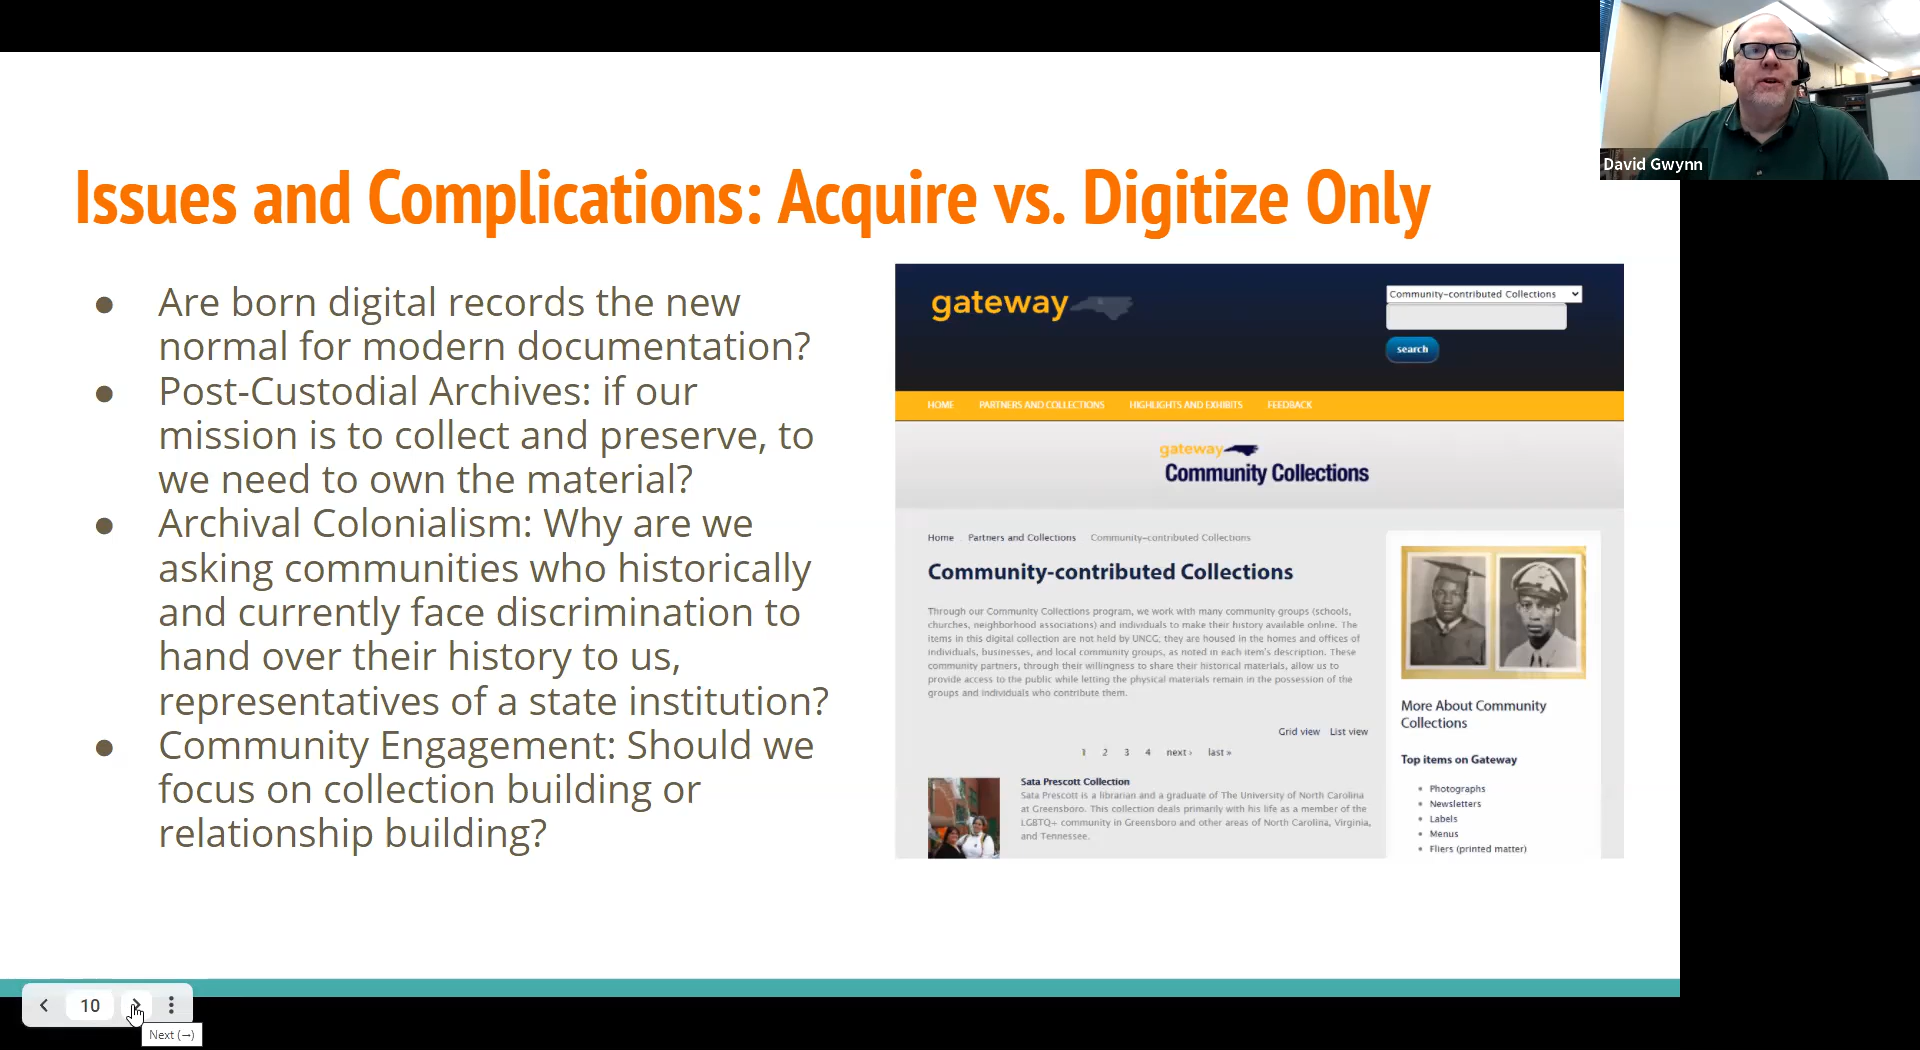 David Gwynn
Issues and Complications: Acquire vs. Digitize Only
● Are born digital records the new
normal for modern documentation?
● Post-Custodial Archives: if our
mission is to collect and preserve, to
we need to own the material?
● Archival Colonialism: Why are we
asking communities who historically
and currently face discrimination to
hand over their history to us,
representatives of a state institution?
● Community Engagement: Should we
focus on collection building or
relationship building?
gateway
Community-contributed Collections
search
HOME PARTNERS AND COLLECTIONS HIGHLIGHTS AND EXHIBITS FEEDBACK
gateway
Community Collections
Home Partners and Collections Community-contributed Collections
Community-contributed Collections
Through our Community Collections program, we work with many community groups (schools,
churches, neighborhood associations) and individuals to make their history available online. The
items in this digital collection are not held by UNCG; they are housed in the homes and offices of
individuals, businesses, and local community groups, as noted in each item's description. These
community partners, through their willingness to share their historical materials, allow us to
provide access to the public while letting the physical materials remain in the possession of the
groups and individuals who contribute them.
Grid view List view
1 2 3 4 next › last »
Sata Prescott Collection
Sata Prescott is a librarian and a graduate of The University of North Carolina
at Greensboro. This collection deals primarily with his life as a member of the
LGBTQ+ community in Greensboro and other areas of North Carolina, Virginia,
and Tennessee.
More About Community
Collections
Top items on Gateway
• Photographs
• Newsletters
• Labels
• Menus
• Fliers (printed matter)
10
Next (→)